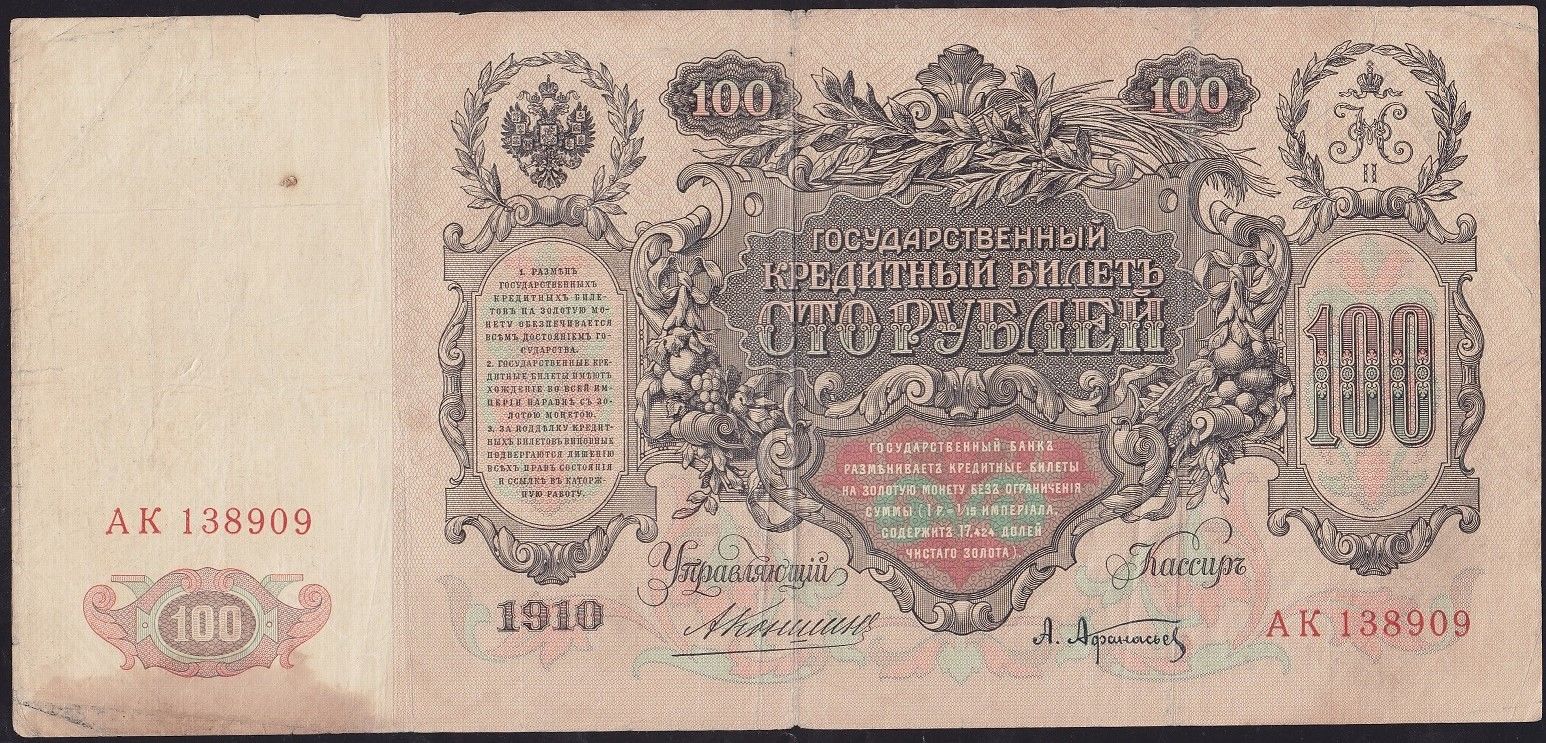 100
100
Н
II
ГОСУДАРСТВЕННЫЙ
КРЕДИТНЫЙ БИЛЕТЪ
СТО РУБЛЕЙ
1. РАЗМѢНЪ
ГОСУДАРСТВЕННЫХЪ
КРЕДИТНЫХЪ БИЛЕ-
ТОВЪ НА ЗОЛОТУЮ МО-
НЕТУ ОБЕЗПЕЧИВАЕТСЯ
ВСѢМЪ ДОСТОЯНІЕМЪ ГО-
СУДАРСТВА.
2. ГОСУДАРСТВЕННЫЕ КРЕ-
ДИТНЫЕ БИЛЕТЫ ИМѢЮТЪ
ХОЖДЕНІЕ ВО ВСЕЙ ИМ-
ПЕРІИ НАРАВНѢ СЪ ЗО-
ЛОТОЮ МОНЕТОЮ.
3. ЗА ПОДДѢЛКУ КРЕДИТ-
НЫХЪ БИЛЕТОВЪ ВИНОВНЫЕ
ПОДВЕРГАЮТСЯ ЛИШЕНІЮ
ВСѢХЪ ПРАВЪ СОСТОЯНІЯ
И ССЫЛКѢ ВЪ КАТОРЖ-
НУЮ РАБОТУ.
100
ГОСУДАРСТВЕННЫЙ БАНКЪ
РАЗМѢНИВАЕТЪ КРЕДИТНЫЕ БИЛЕТЫ
НА ЗОЛОТУЮ МОНЕТУ БЕЗЪ ОГРАНИЧЕНІЯ
СУММЫ (1 Р.= 1/15 ИМПЕРІАЛА,
СОДЕРЖИТЪ 17,424 ДОЛЕЙ
ЧИСТАГО ЗОЛОТА).
АК 138909
Управляющій
Кассиръ
100
1910
АКоншинъ
А. Афанасьев
АК 138909